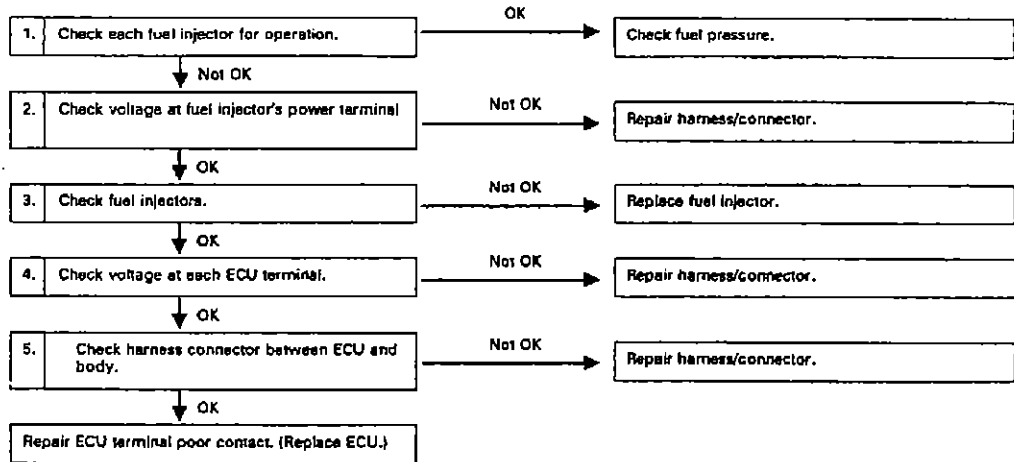 OK
1. Check each fuel injector for operation.
Check fuel pressure.
Not OK
2. Check voltage at fuel injector's power terminal
Not OK
Repair harness/connector.
OK
3. Check fuel injectors.
Not OK
Replace fuel injector.
OK
4. Check voltage at each ECU terminal.
Not OK
Repair harness/connector.
OK
5. Check harness connector between ECU and
body.
Not OK
Repair harness/connector.
OK
Repair ECU terminal poor contact. (Replace ECU.)